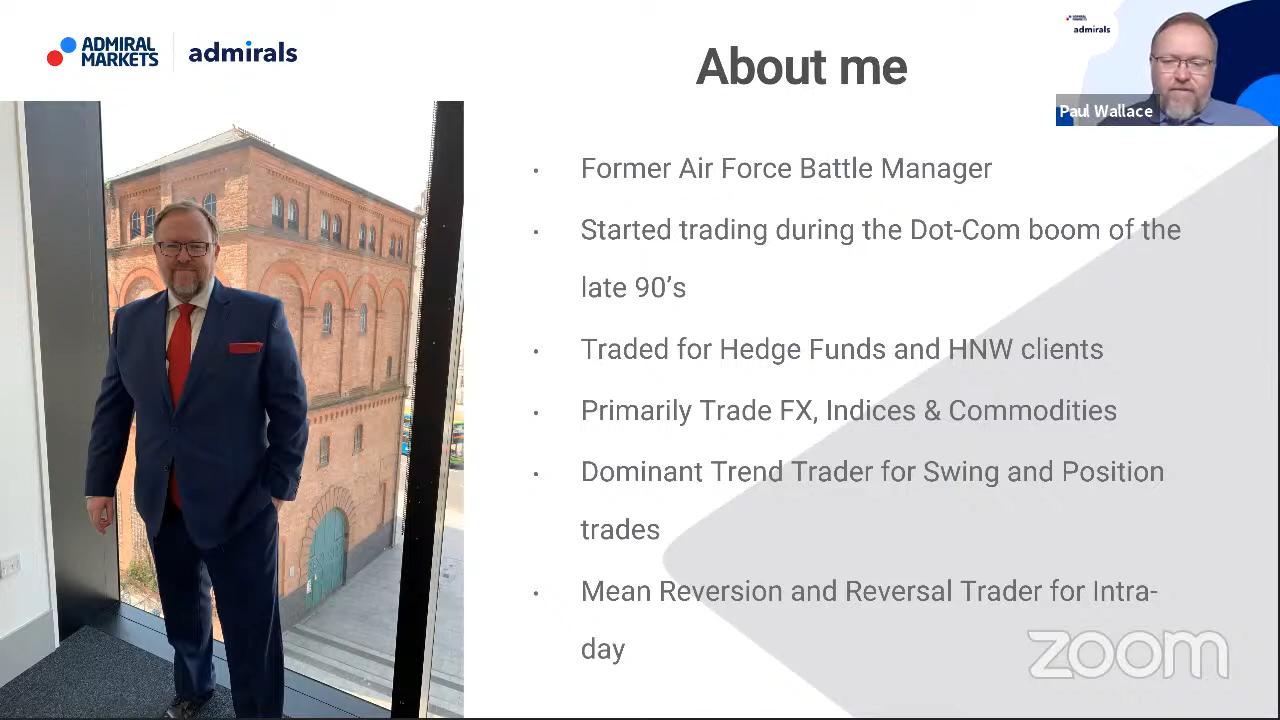 ADMIRAL
MARKETS
admirals
About me
admirals
Paul Wallace
Former Air Force Battle Manager
Started trading during the Dot-Com boom of the
late 90’s
Traded for Hedge Funds and HNW clients
Primarily Trade FX, Indices & Commodities
Dominant Trend Trader for Swing and Position
trades
Mean Reversion and Reversal Trader for Intra-
day
zoom